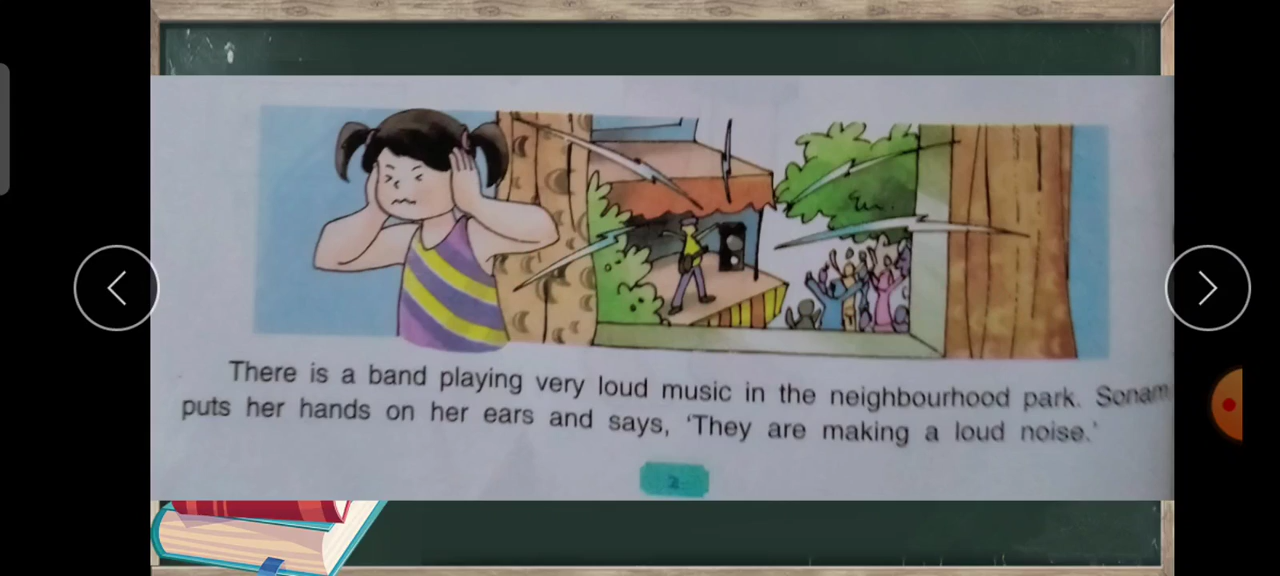 There is a band playing very loud music in the neighbourhood park. Sonam
puts her hands on her ears and says, ‘They are making a loud noise.’
2